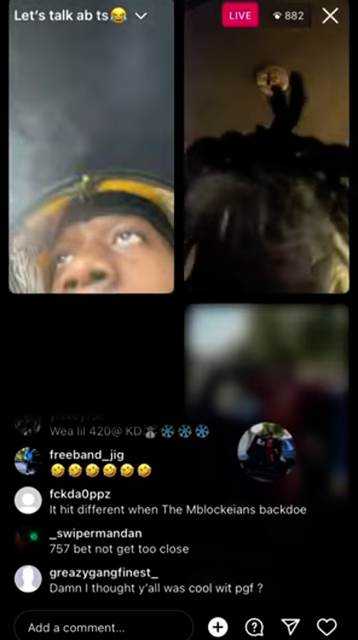 Let's talk ab ts😂
LIVE
882
Wea lil 420@ KD
freeband_jig
🤣🤣🤣🤣🤣🤣
fckda0ppz
It hit different when The Mblockeians backdoe
_swipermandan
757 bet not get too close
greazygangfinest_
Damn I thought y'all was cool wit pgf ?
Add a comment...